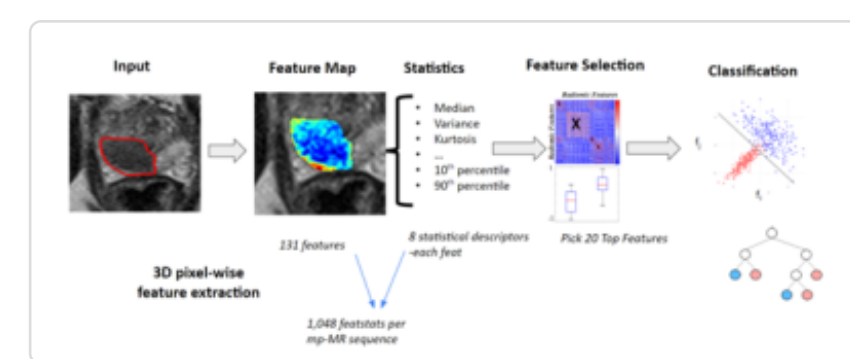 Input
Feature Map
Statistics
Feature Selection
Classification
• Median
• Variance
• Kurtosis
• ...
• 10th percentile
• 90th percentile
Radiomic Features
Radiomic Features
X
131 features
8 statistical descriptors
-each feat
Pick 20 Top Features
3D pixel-wise
feature extraction
1,048 featstats per
mp-MR sequence